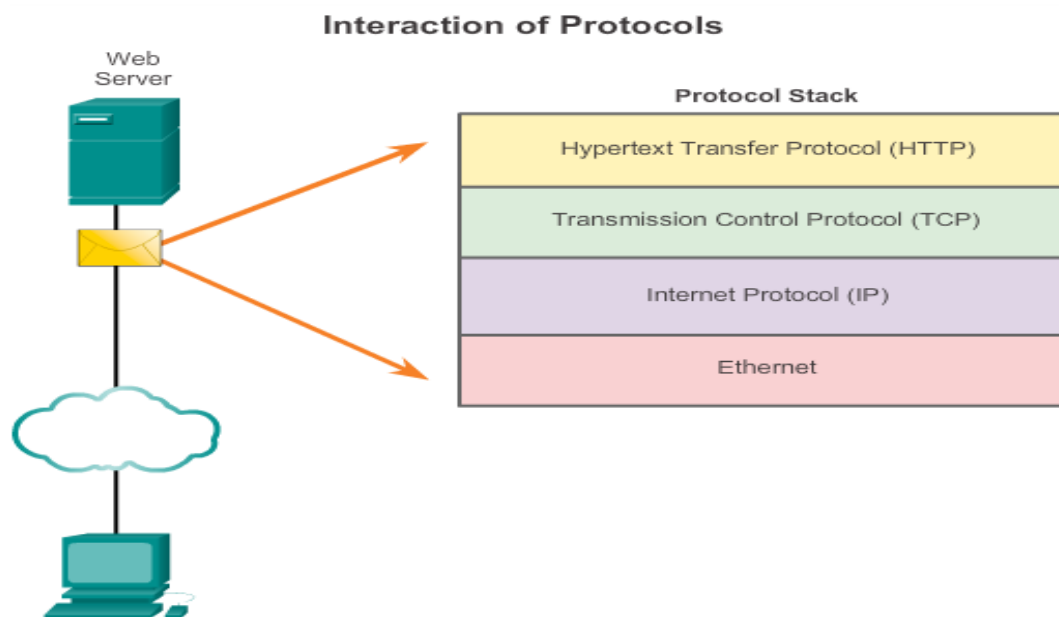 Interaction of Protocols
Web
Server
Protocol Stack
Hypertext Transfer Protocol (HTTP)
Transmission Control Protocol (TCP)
Internet Protocol (IP)
Ethernet